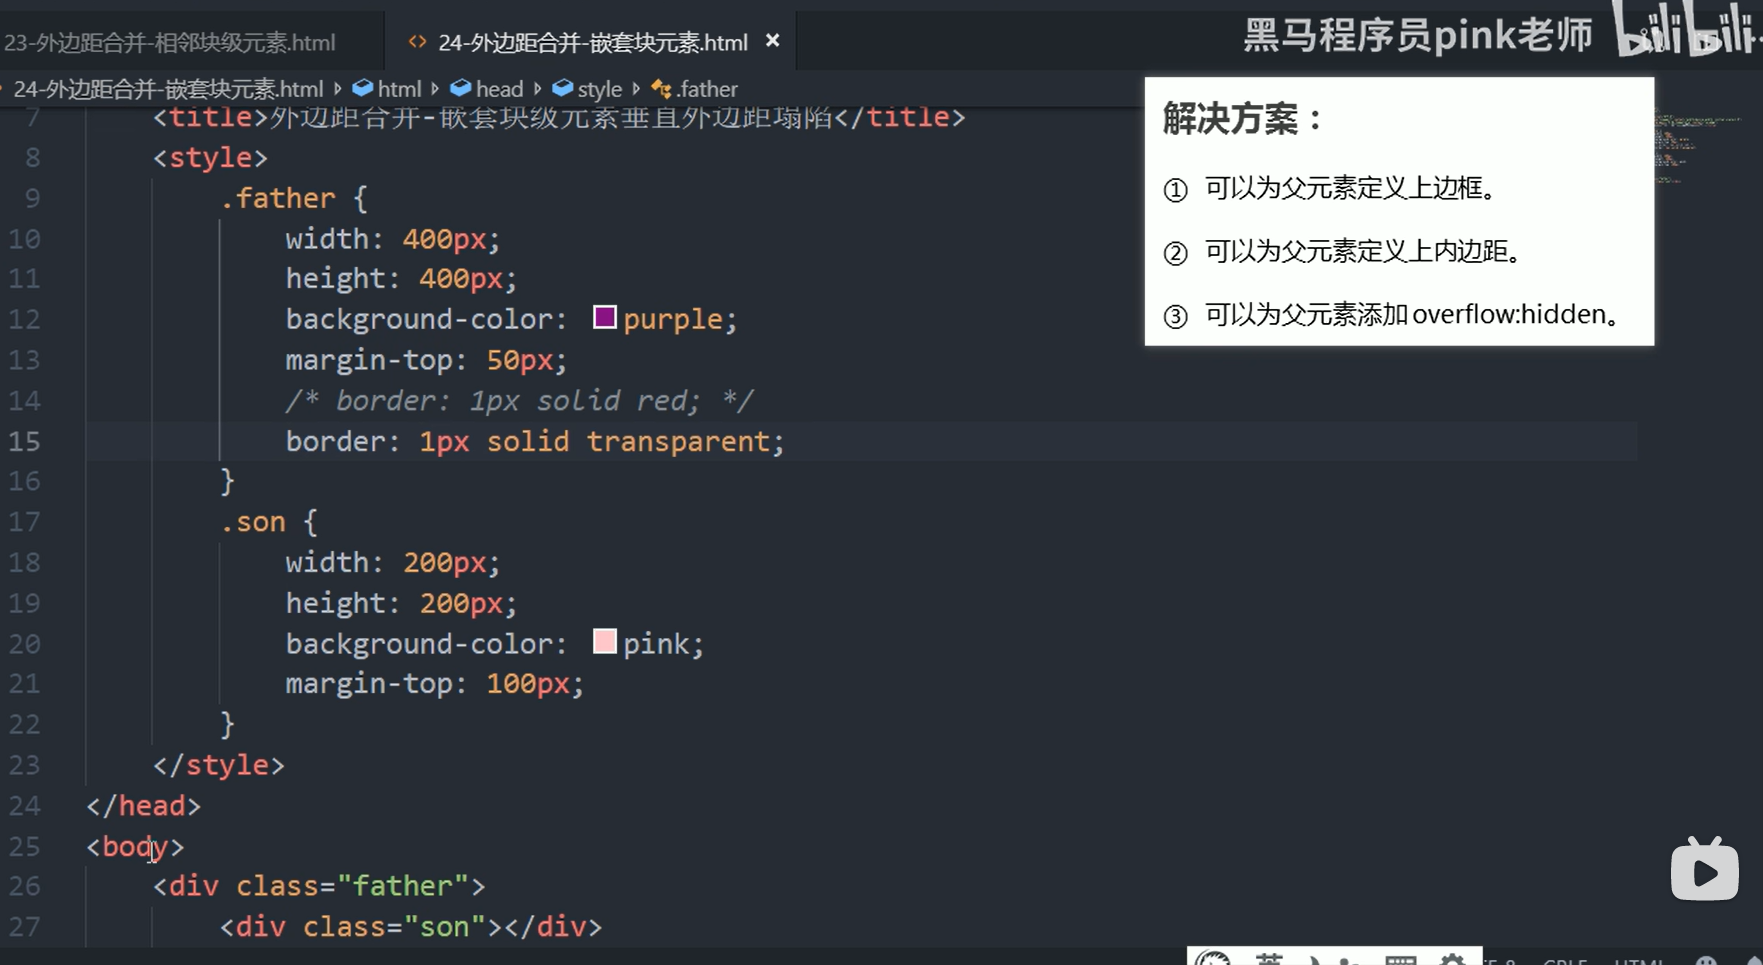 23-外边距合并-相邻块级元素.html
<> 24-外边距合并-嵌套块元素.html ×
黑马程序员pink老师
bilibili
24-外边距合并-嵌套块元素.html › html › head › style › .father
7 <title>外边距合并-嵌套块级元素垂直外边距塌陷</title>
8 <style>
9 .father {
10 width: 400px;
11 height: 400px;
12 background-color: purple;
13 margin-top: 50px;
14 /* border: 1px solid red; */
15 border: 1px solid transparent;
16 }
17 .son {
18 width: 200px;
19 height: 200px;
20 background-color: pink;
21 margin-top: 100px;
22 }
23 </style>
24 </head>
25 <body>
26 <div class="father">
27 <div class="son"></div>
解决方案：
① 可以为父元素定义上边框。
② 可以为父元素定义上内边距。
③ 可以为父元素添加overflow:hidden。
英
CRLF HTML